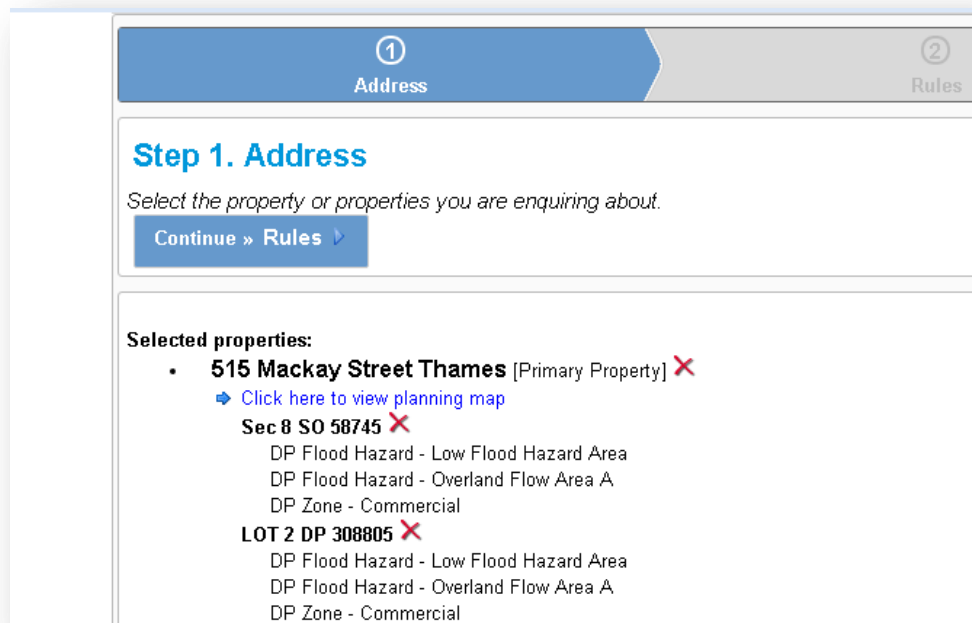 1
Address
2
Rules
Step 1. Address
Select the property or properties you are enquiring about.
Continue » Rules
Selected properties:
• 515 Mackay Street Thames [Primary Property]
Click here to view planning map
Sec 8 SO 58745
DP Flood Hazard - Low Flood Hazard Area
DP Flood Hazard - Overland Flow Area A
DP Zone - Commercial
LOT 2 DP 308805
DP Flood Hazard - Low Flood Hazard Area
DP Flood Hazard - Overland Flow Area A
DP Zone - Commercial